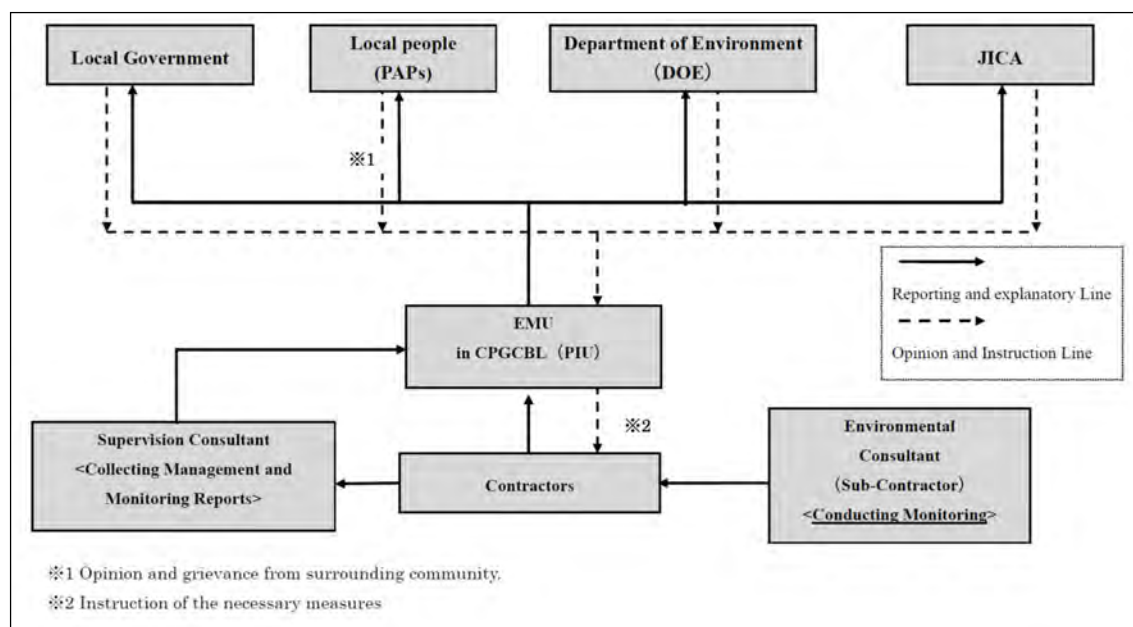 Local Government
Local people
(PAPs)
Department of Environment
（DOE）
JICA
※1
Reporting and explanatory Line
Opinion and Instruction Line
EMU
in CPGCBL（PIU）
※2
Supervision Consultant
<Collecting Management and
Monitoring Reports>
Contractors
Environmental
Consultant
（Sub-Contractor）
<Conducting Monitoring>
※1 Opinion and grievance from surrounding community.
※2 Instruction of the necessary measures